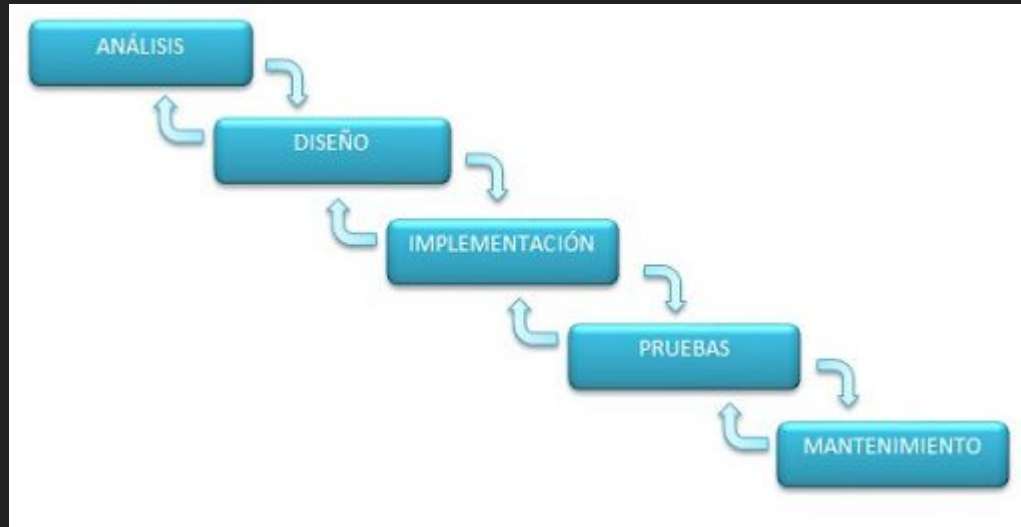 ANÁLISIS
DISEÑO
IMPLEMENTACIÓN
PRUEBAS
MANTENIMIENTO